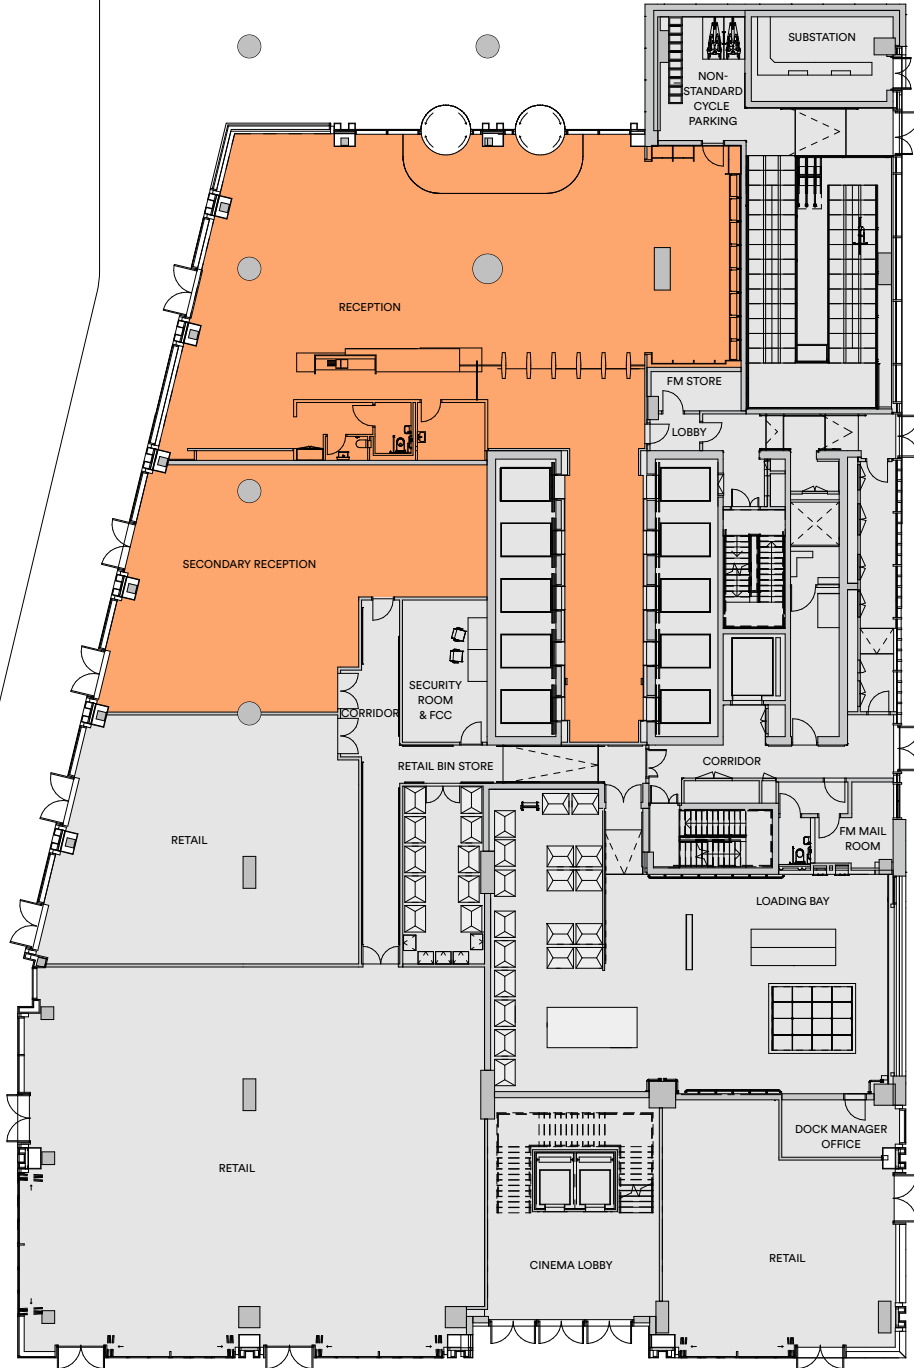 SUBSTATION
NON-
STANDARD
CYCLE
PARKING
RECEPTION
FM STORE
LOBBY
SECONDARY RECEPTION
SECURITY
ROOM
& FCC
CORRIDOR
RETAIL BIN STORE
CORRIDOR
RETAIL
FM MAIL
ROOM
LOADING BAY
DOCK MANAGER
OFFICE
RETAIL
CINEMA LOBBY
RETAIL